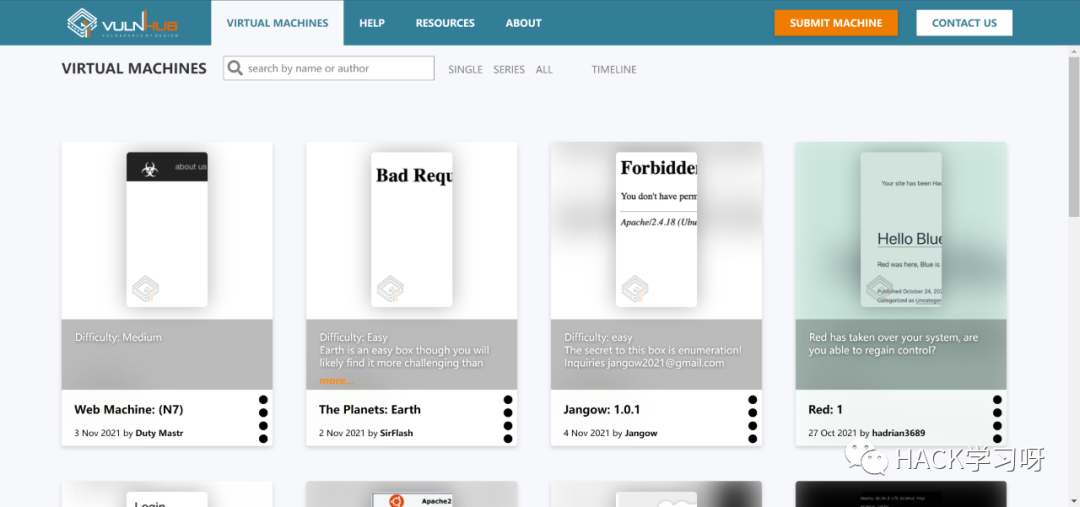 VULNHUB
VULNERABLE BY DESIGN
VIRTUAL MACHINES
HELP
RESOURCES
ABOUT
SUBMIT MACHINE
CONTACT US
VIRTUAL MACHINES
search by name or author
SINGLE
SERIES
ALL
TIMELINE
about us
Difficulty: Medium
Web Machine: (N7)
3 Nov 2021 by Duty Mastr
Bad Requ
Difficulty: Easy
Earth is an easy box though you will
likely find it more challenging than
more...
The Planets: Earth
2 Nov 2021 by SirFlash
Forbidden
You don't have perm
Apache/2.4.18 (Ubu
Difficulty: easy
The secret to this box is enumeration!
Inquiries jangow2021@gmail.com
Jangow: 1.0.1
4 Nov 2021 by Jangow
Your site has been Ha
Hello Blue
Red was here, Blue is
Published October 24, 202
Categorized as Uncategor
Red has taken over your system, are
you able to regain control?
Red: 1
27 Oct 2021 by hadrian3689
HACK学习呀
Login
Apache2